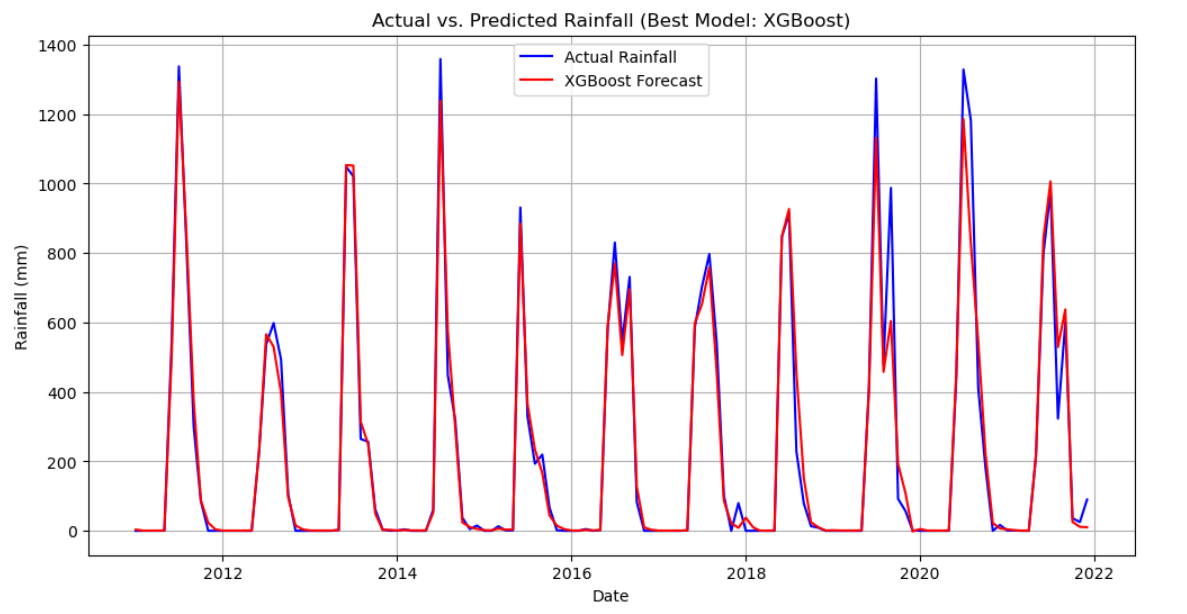 Actual vs. Predicted Rainfall (Best Model: XGBoost)
Actual Rainfall
XGBoost Forecast
Rainfall (mm)
1400
1200
1000
800
600
400
200
0
2012 2014 2016 2018 2020 2022
Date